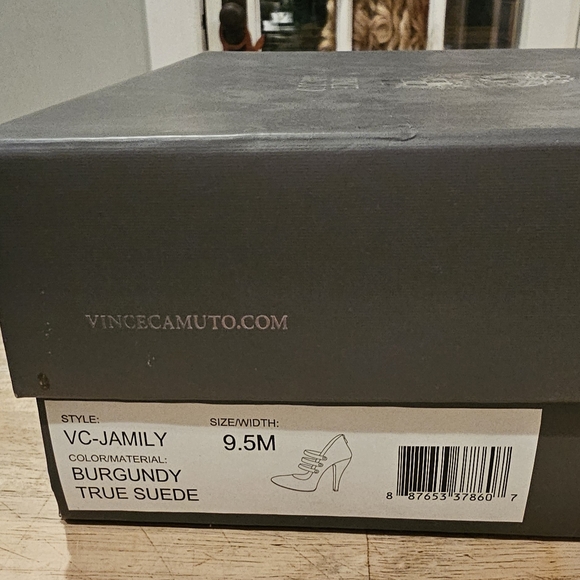 VINCECAMUTO.COM
STYLE: SIZE/WIDTH:
VC-JAMILY 9.5M
COLOR/MATERIAL:
BURGUNDY
TRUE SUEDE
8 87653 37860 7